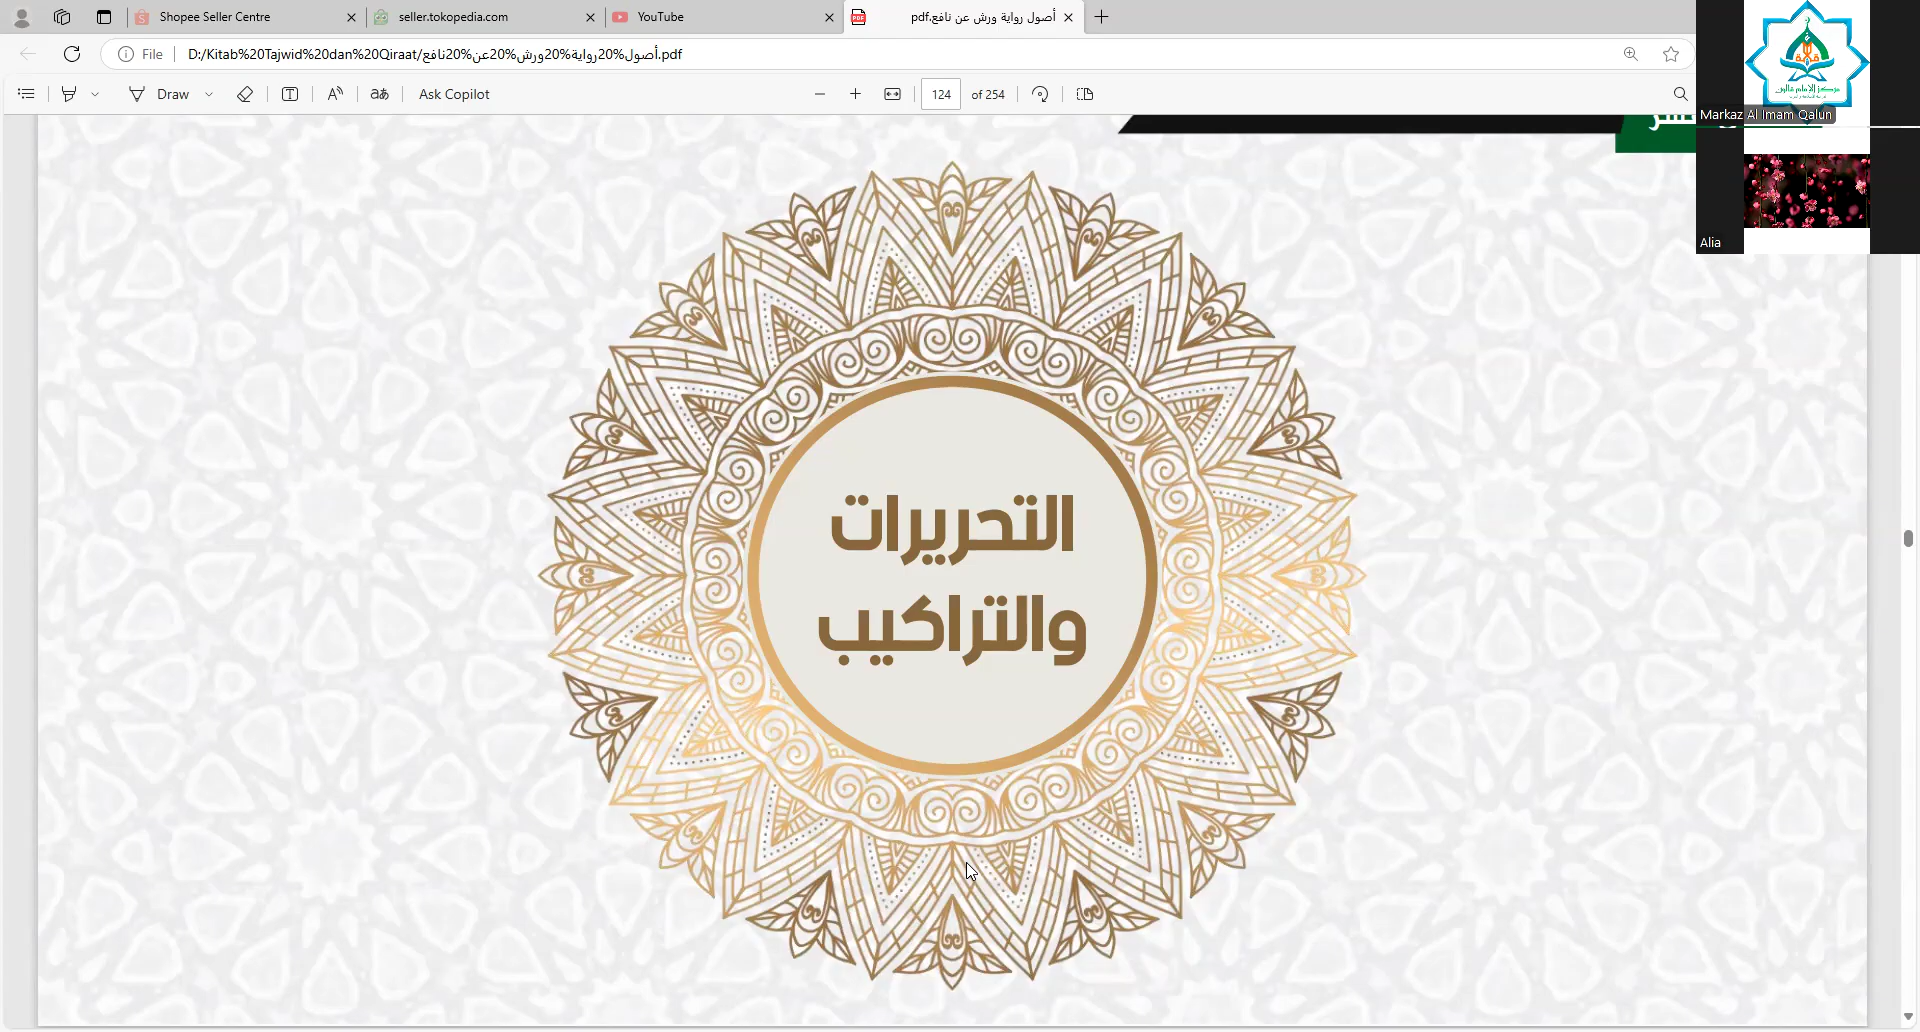 Shopee Seller Centre
seller.tokopedia.com
YouTube
أصول رواية ورش عن نافع.pdf
File
D:/Kitab%20Tajwid%20dan%20Qiraat/أصول%20رواية%20ورش%20عن%20نافع.pdf
Draw
Ask Copilot
124
of 254
Markaz Al Imam Qalun
Alia
التحريرات
والتراكيب